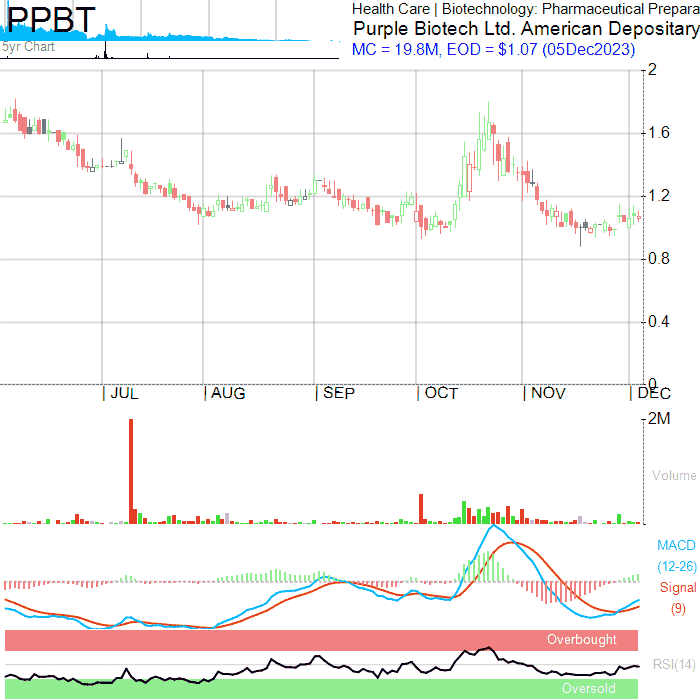 PPBT
5yr Chart
Health Care | Biotechnology: Pharmaceutical Prepara
Purple Biotech Ltd. American Depositary
MC = 19.8M, EOD = $1.07 (05Dec2023)
2
1.6
1.2
0.8
0.4
0
JUL AUG SEP OCT NOV DEC
2M
Volume
MACD
(12-26)
Signal
(9)
Overbought
RSI(14)
Oversold